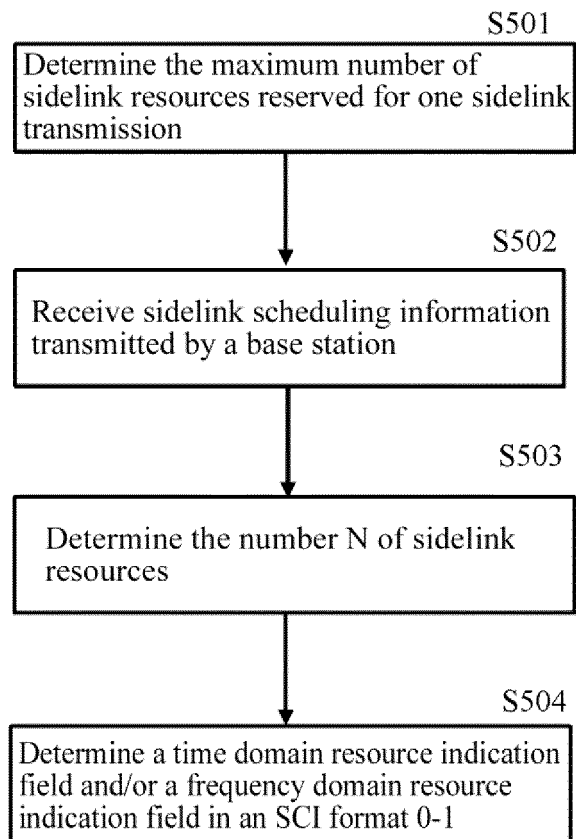 S501
Determine the maximum number of
sidelink resources reserved for one sidelink
transmission
S502
Receive sidelink scheduling information
transmitted by a base station
S503
Determine the number N of sidelink
resources
S504
Determine a time domain resource indication
field and/or a frequency domain resource
indication field in an SCI format 0-1